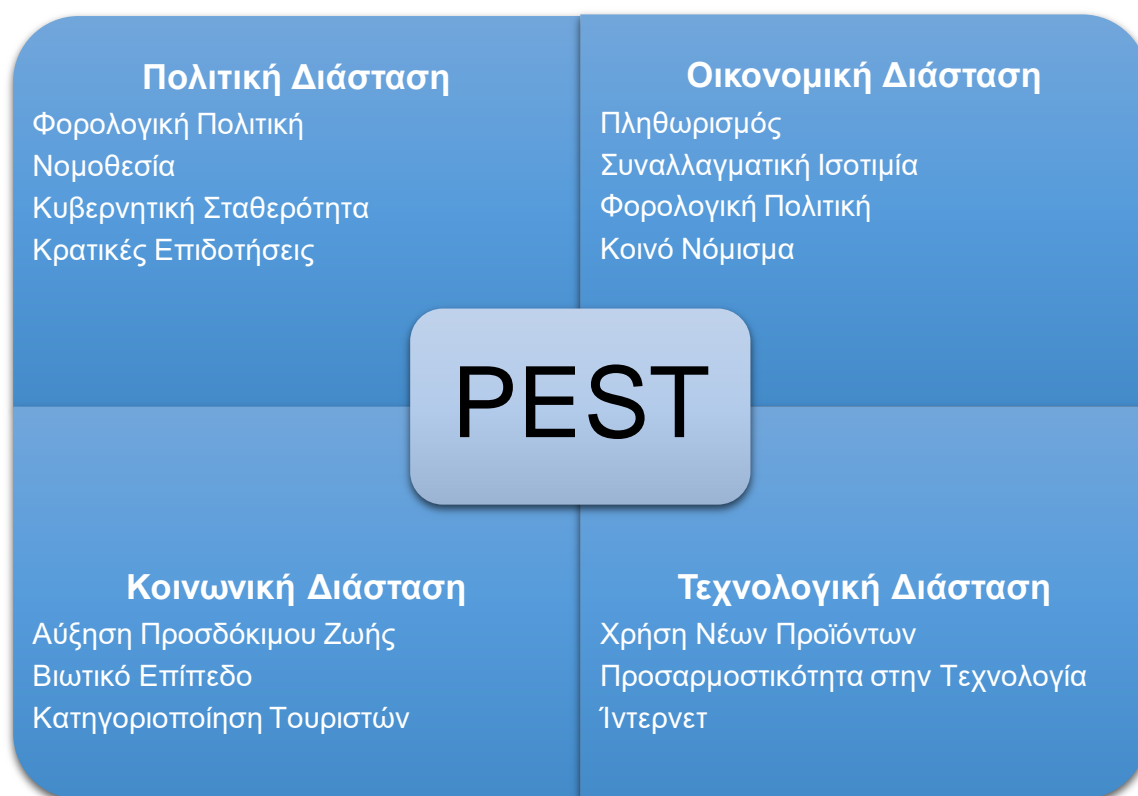 Πολιτική Διάσταση
Φορολογική Πολιτική
Νομοθεσία
Κυβερνητική Σταθερότητα
Κρατικές Επιδοτήσεις
Οικονομική Διάσταση
Πληθωρισμός
Συναλλαγματική Ισοτιμία
Φορολογική Πολιτική
Κοινό Νόμισμα
PEST
Κοινωνική Διάσταση
Αύξηση Προσδόκιμου Ζωής
Βιωτικό Επίπεδο
Κατηγοριοποίηση Τουριστών
Τεχνολογική Διάσταση
Χρήση Νέων Προϊόντων
Προσαρμοστικότητα στην Τεχνολογία
Ίντερνετ